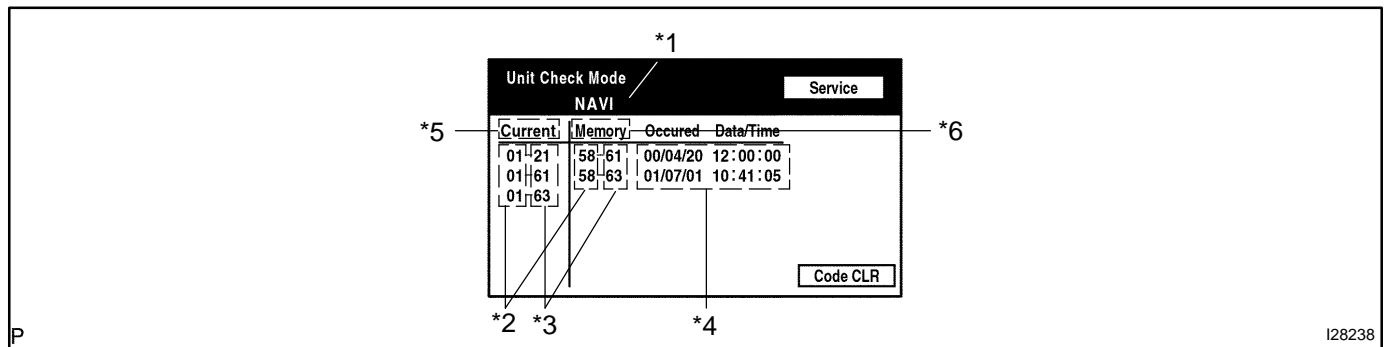 *1
Unit Check Mode
NAVI
Service
*5
Current
Memory
Occured
Data/Time
*6
01-21
58-61
00/04/20
12:00:00
01-61
58-63
01/07/01
10:41:05
01-63
Code CLR
*2
*3
*4
P
I28238